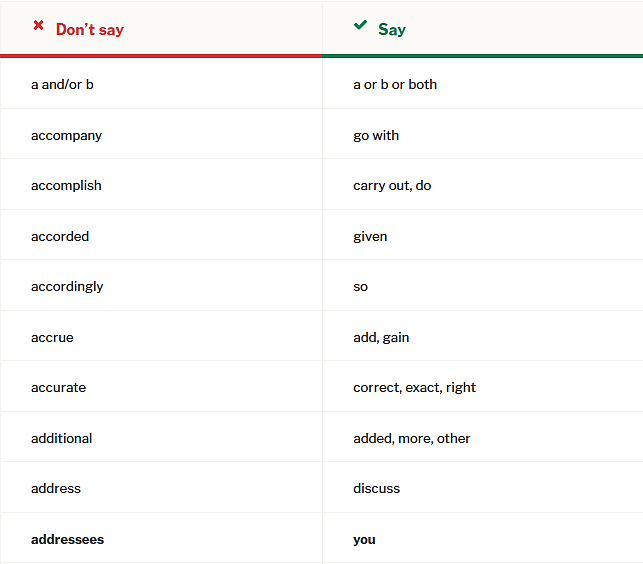 Don't say Say
a and/or b a or b or both
accompany go with
accomplish carry out, do
accorded given
accordingly so
accrue add, gain
accurate correct, exact, right
additional added, more, other
address discuss
addressees you